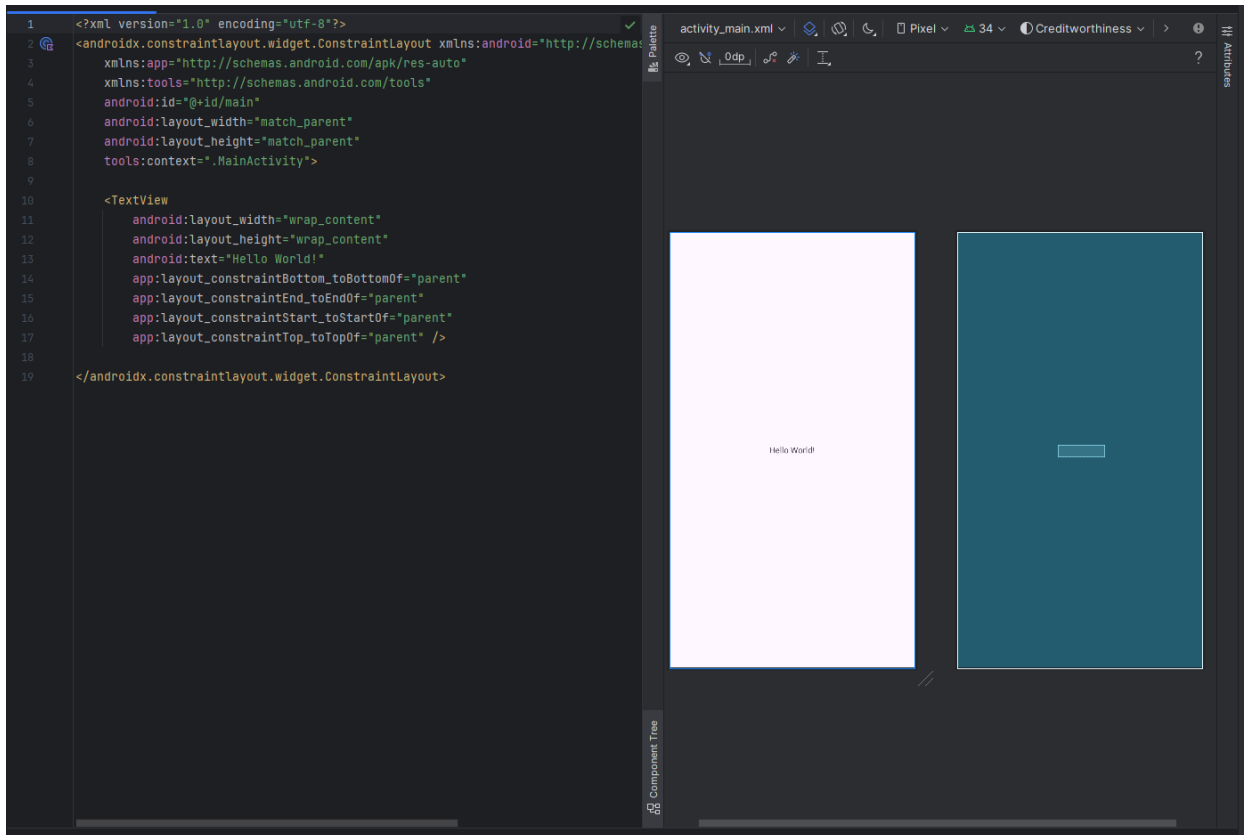 1 <?xml version="1.0" encoding="utf-8"?>
2 <androidx.constraintlayout.widget.ConstraintLayout xmlns:android="http://schemas
3 xmlns:app="http://schemas.android.com/apk/res-auto"
4 xmlns:tools="http://schemas.android.com/tools"
5 android:id="@+id/main"
6 android:layout_width="match_parent"
7 android:layout_height="match_parent"
8 tools:context=".MainActivity">
9
10 <TextView
11 android:layout_width="wrap_content"
12 android:layout_height="wrap_content"
13 android:text="Hello World!"
14 app:layout_constraintBottom_toBottomOf="parent"
15 app:layout_constraintEnd_toEndOf="parent"
16 app:layout_constraintStart_toStartOf="parent"
17 app:layout_constraintTop_toTopOf="parent" />
18
19 </androidx.constraintlayout.widget.ConstraintLayout>
Palette
Component Tree
activity_main.xml Pixel 34 Creditworthiness
0dp ?
Hello World!
Attributes